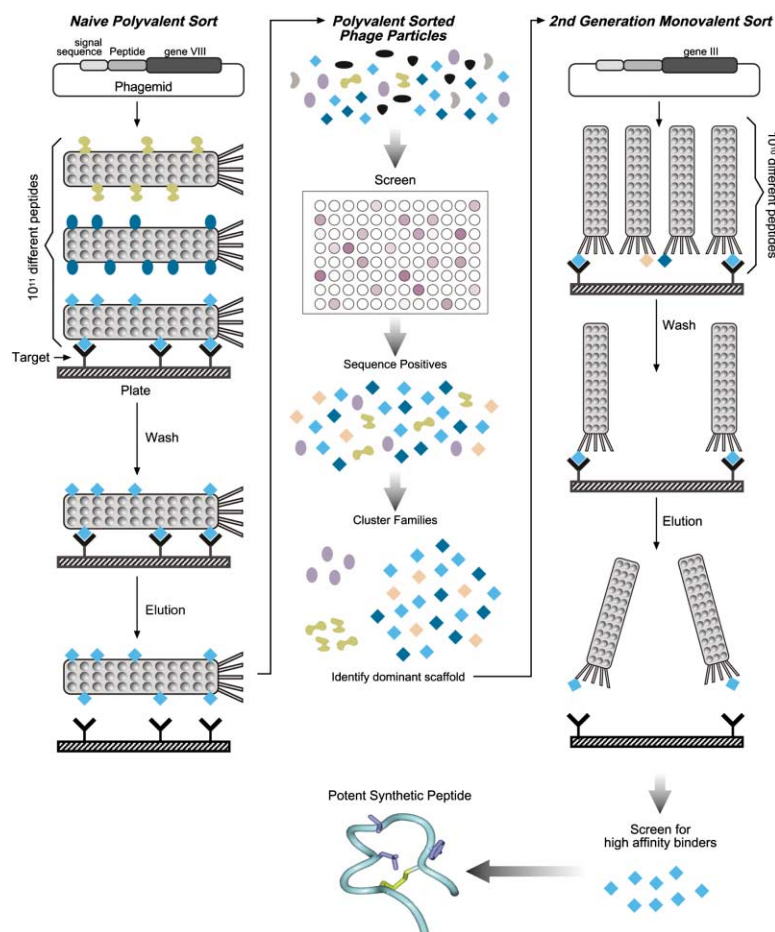 Naive Polyvalent Sort
signal
sequence
Peptide
gene VIII
Phagemid
10¹¹ different peptides
Target
Plate
Wash
Elution
Polyvalent Sorted
Phage Particles
Screen
Sequence Positives
Cluster Families
Identify dominant scaffold
2nd Generation Monovalent Sort
gene III
10¹⁰ different
peptides
Wash
Elution
Screen for
high affinity binders
Potent Synthetic Peptide